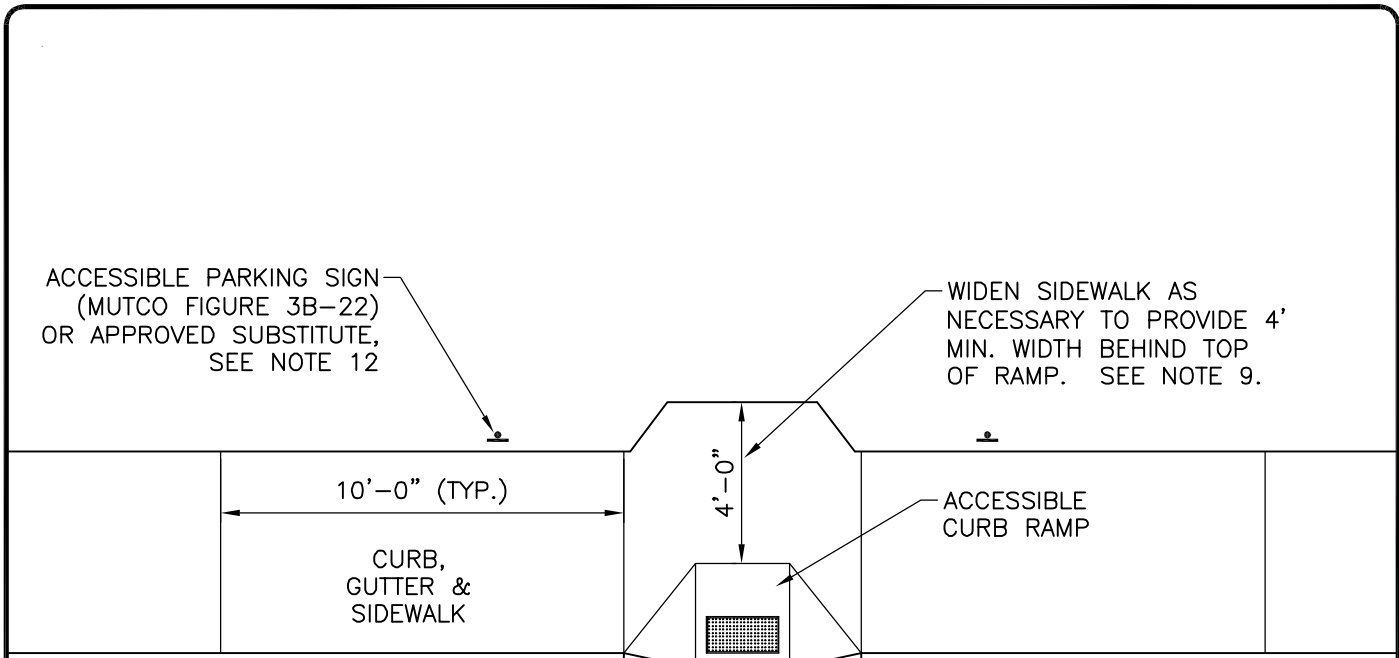 ACCESSIBLE PARKING SIGN
(MUTCO FIGURE 3B-22)
OR APPROVED SUBSTITUTE,
SEE NOTE 12
WIDEN SIDEWALK AS
NECESSARY TO PROVIDE 4'
MIN. WIDTH BEHIND TOP
OF RAMP. SEE NOTE 9.
10'-0" (TYP.)
4'-0"
ACCESSIBLE
CURB RAMP
CURB,
GUTTER &
SIDEWALK